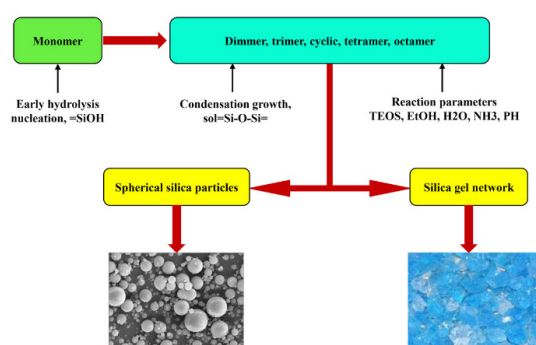 Monomer
Dimmer, trimer, cyclic, tetramer, octamer
Early hydrolysis
nucleation, =SiOH
Condensation growth,
sol=Si-O-Si=
Reaction parameters
TEOS, EtOH, H2O, NH3, PH
Spherical silica particles
Silica gel network